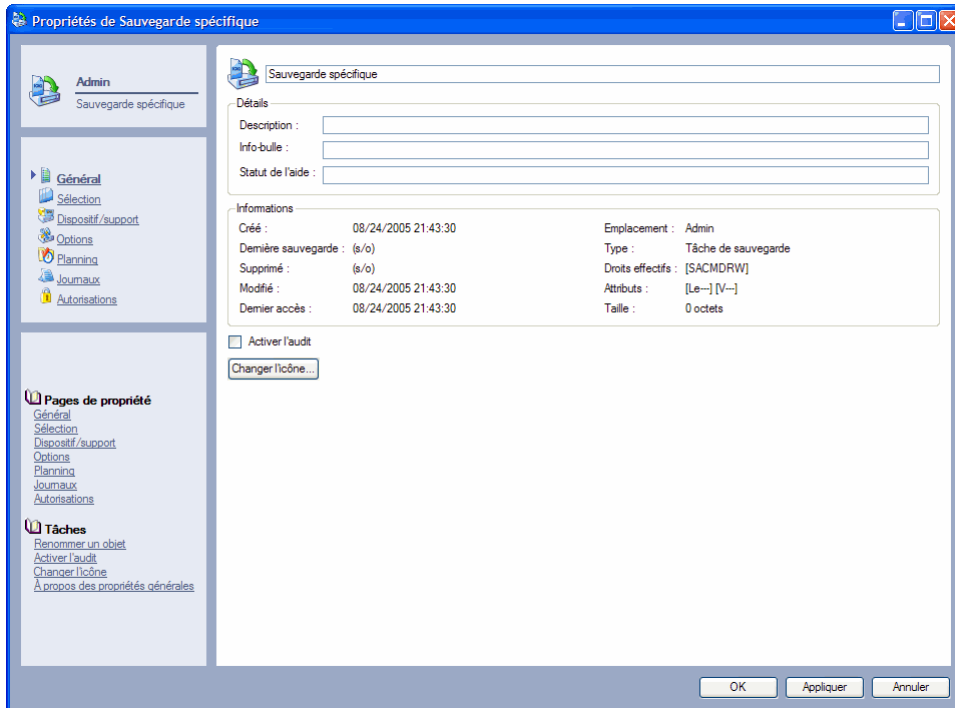 Propriétés de Sauvegarde spécifique
Admin
Sauvegarde spécifique
Général
Sélection
Dispositif/support
Options
Planning
Journaux
Autorisations
Pages de propriété
Général
Sélection
Dispositif/support
Options
Planning
Journaux
Autorisations
Tâches
Renommer un objet
Activer l'audit
Changer l'icône
À propos des propriétés générales
Sauvegarde spécifique
Détails
Description :
Info-bulle :
Statut de l'aide :
Informations
Créé : 08/24/2005 21:43:30 Emplacement : Admin
Dernière sauvegarde : (s/o) Type : Tâche de sauvegarde
Supprimé : (s/o) Droits effectifs : [SACMDRW]
Modifié : 08/24/2005 21:43:30 Attributs : [Le---] [V---]
Dernier accès : 08/24/2005 21:43:30 Taille : 0 octets
Activer l'audit
Changer l'icône...
OK Appliquer Annuler